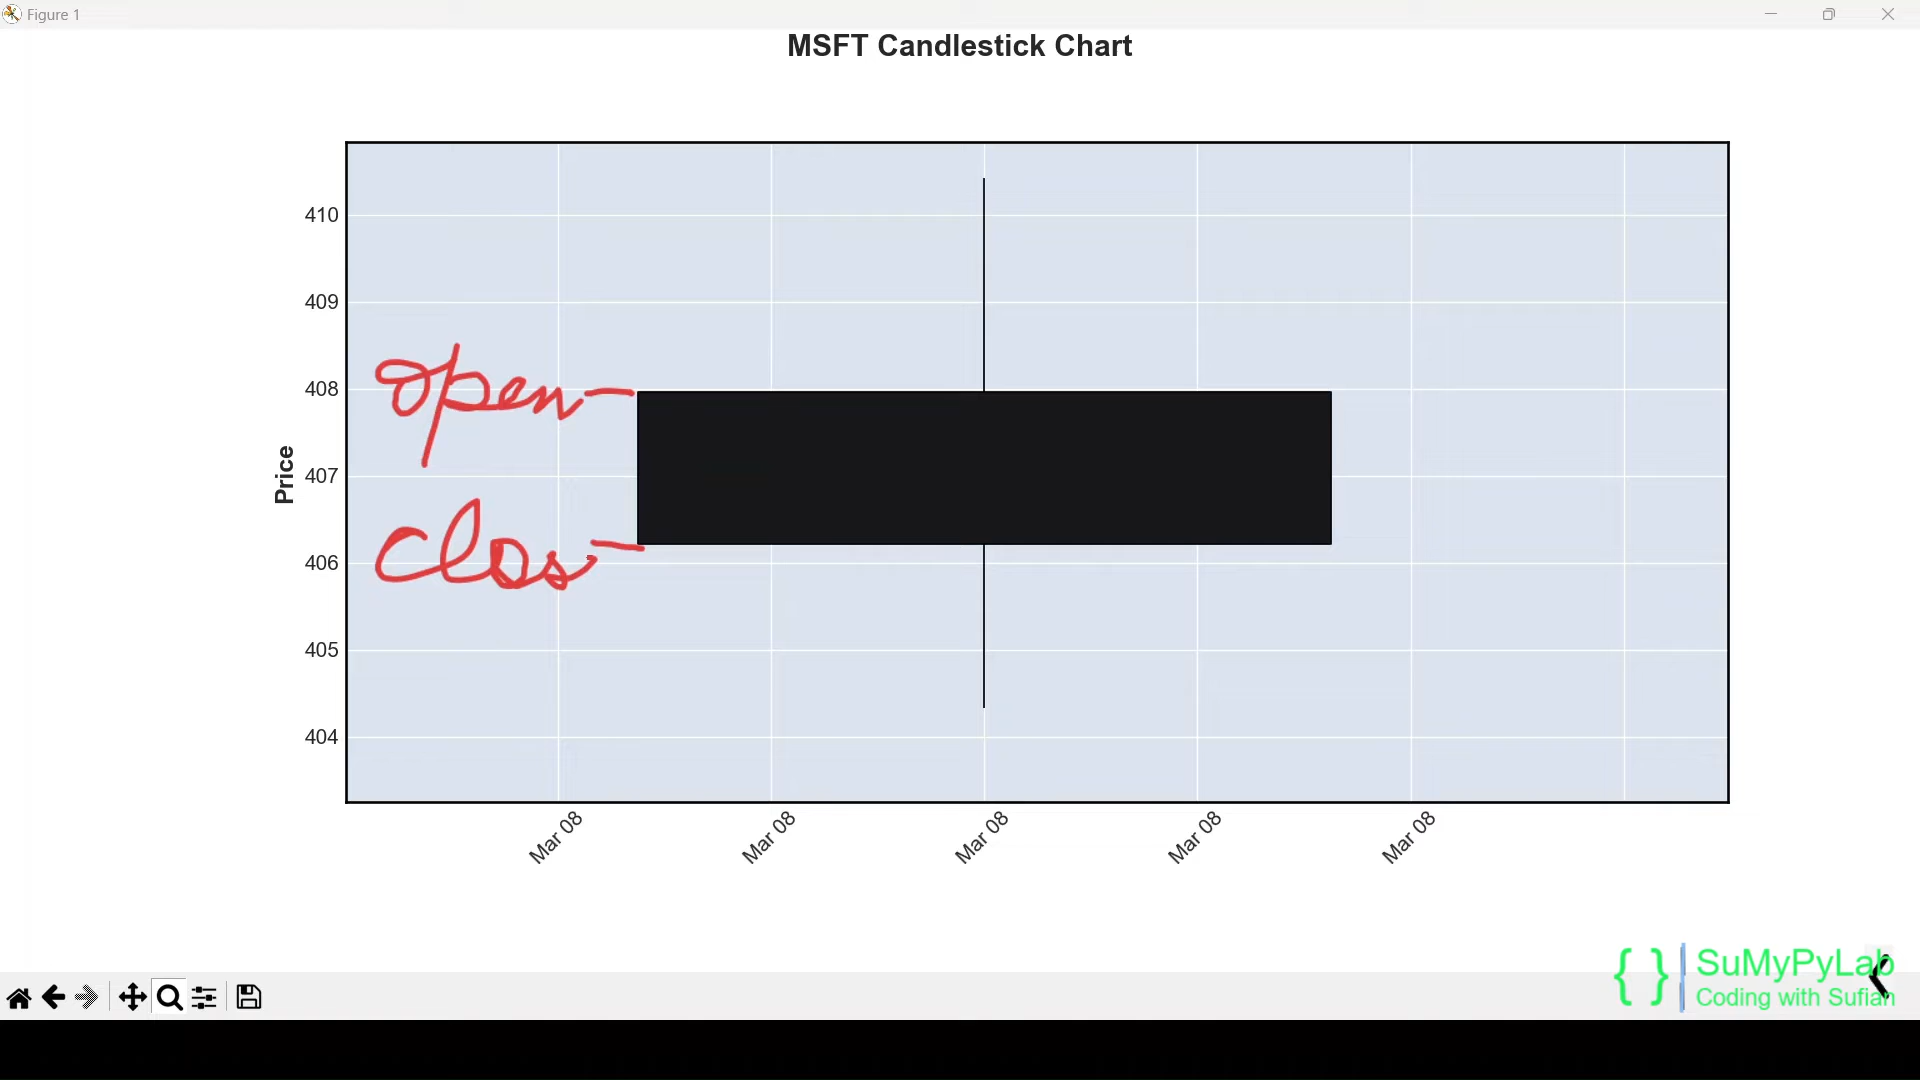 Figure 1
MSFT Candlestick Chart
410
409
408
407
406
405
404
Price
open
clos
Mar 08
Mar 08
Mar 08
Mar 08
Mar 08
{ } SuMyPyLab
Coding with Sufian